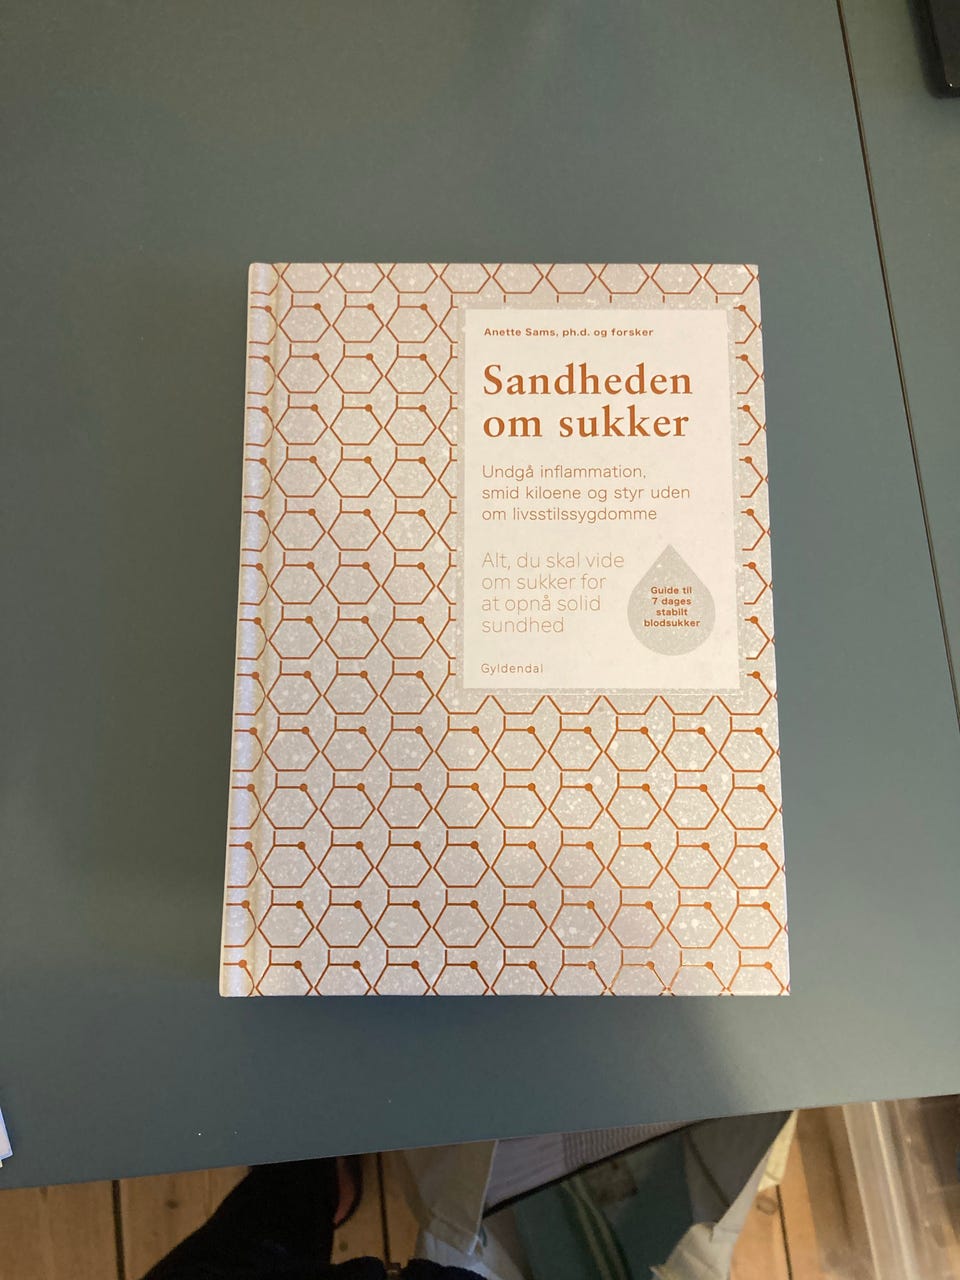 Anette Sams, ph.d. og forsker
Sandheden
om sukker
Undgå inflammation,
smid kiloene og styr uden
om livsstilssygdomme
Alt, du skal vide
om sukker for
at opnå solid
sundhed
Guide til
7 dages
stabilt
blodsukker
Gyldendal